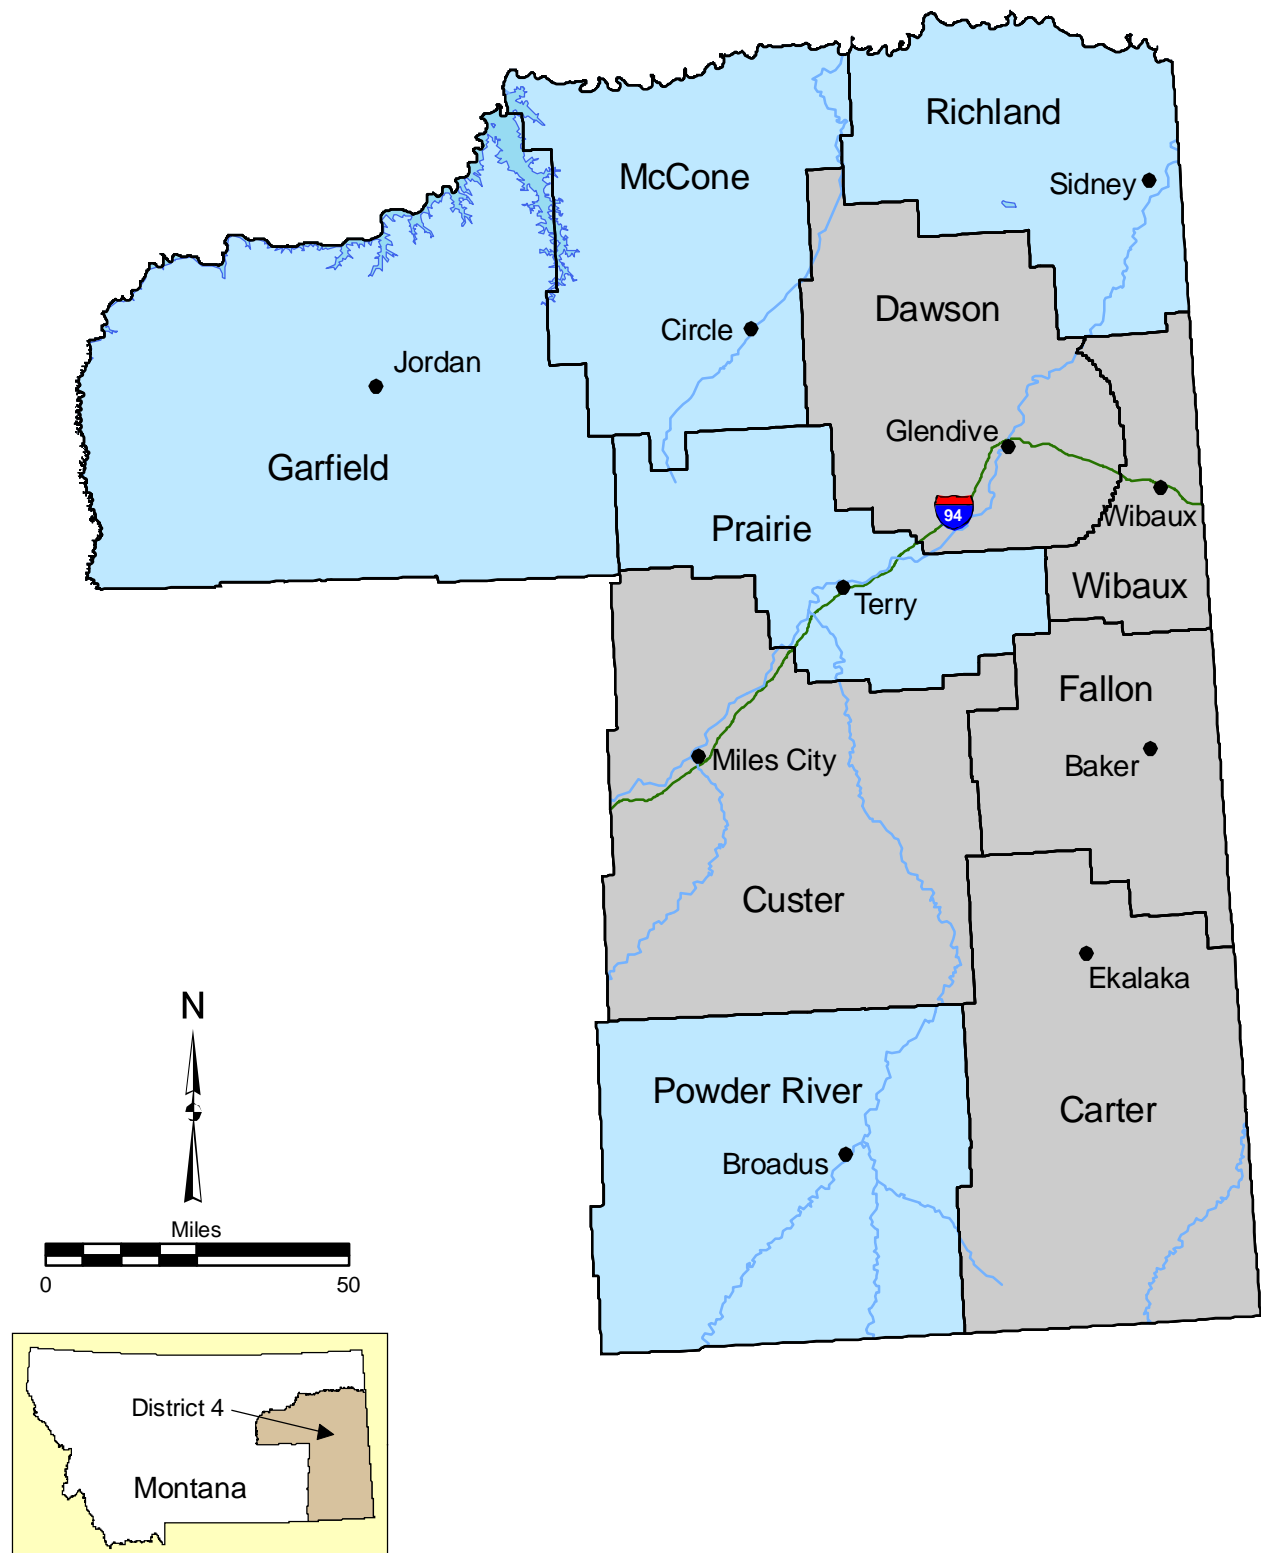 Richland
McCone
Sidney
Dawson
Circle
Jordan
Glendive
Garfield
94
Wibaux
Prairie
Wibaux
Terry
Fallon
Miles City
Baker
Custer
Ekalaka
N
Powder River
Carter
Broadus
Miles
0 50
District 4
Montana